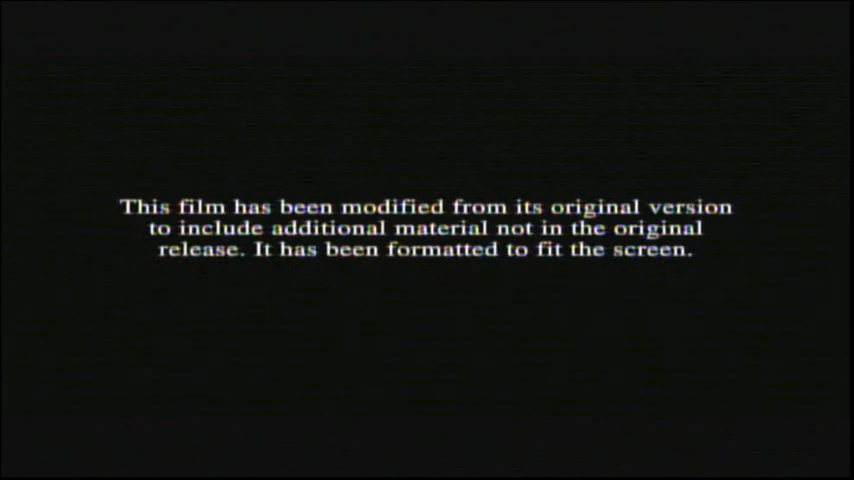 This film has been modified from its original version
to include additional material not in the original
release. It has been formatted to fit the screen.